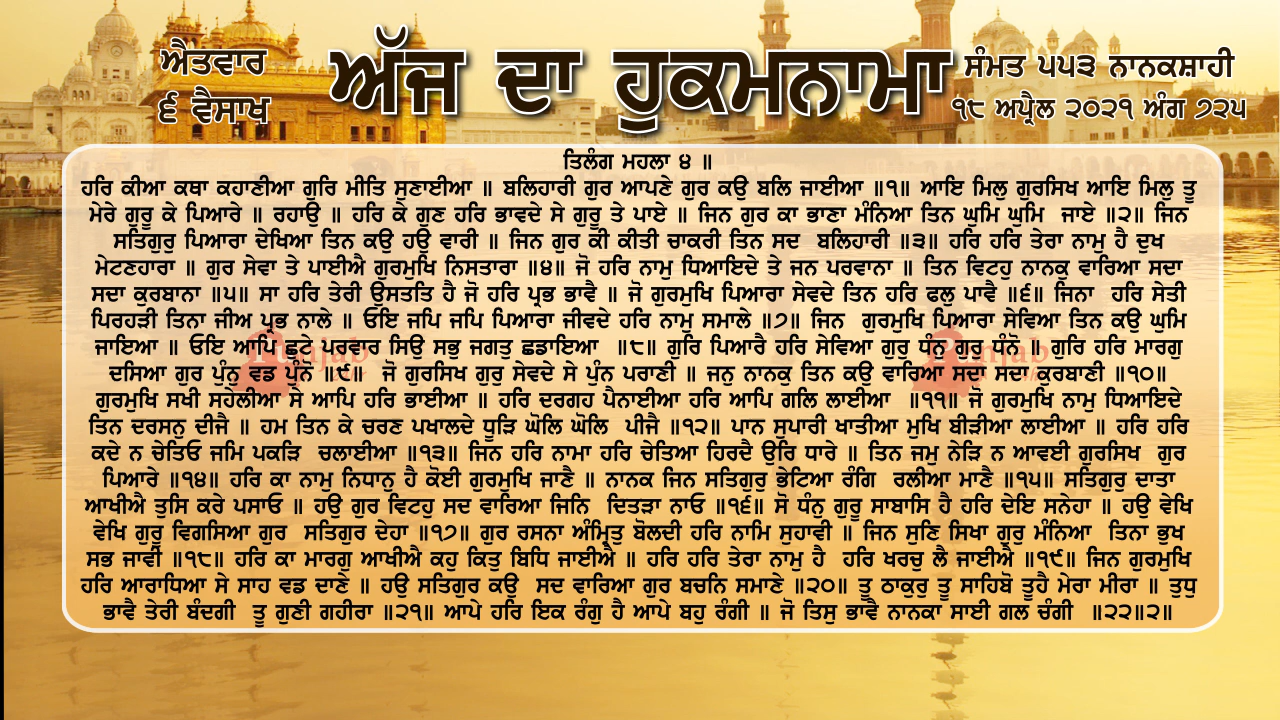 ਐਤਵਾਰ
੬ ਵੈਸਾਖ
ਅੱਜ ਦਾ ਹੁਕਮਨਾਮਾ
ਸੰਮਤ ੫੫੩ ਨਾਨਕਸ਼ਾਹੀ
੧੮ ਅਪ੍ਰੈਲ ੨੦੨੧ ਅੰਗ ੭੨੫
ਤਿਲੰਗ ਮਹਲਾ ੪ ॥
ਹਰਿ ਕੀਆ ਕਥਾ ਕਹਾਣੀਆ ਗੁਰਿ ਮੀਤਿ ਸੁਣਾਈਆ ॥ ਬਲਿਹਾਰੀ ਗੁਰ ਆਪਣੇ ਗੁਰ ਕਉ ਬਲਿ ਜਾਈਆ ॥੧॥ ਆਇ ਮਿਲੁ ਗੁਰਸਿਖ ਆਇ ਮਿਲੁ ਤੂ
ਮੇਰੇ ਗੁਰੂ ਕੇ ਪਿਆਰੇ ॥ ਰਹਾਉ ॥ ਹਰਿ ਕੇ ਗੁਣ ਹਰਿ ਭਾਵਦੇ ਸੇ ਗੁਰੂ ਤੇ ਪਾਏ ॥ ਜਿਨ ਗੁਰ ਕਾ ਭਾਣਾ ਮੰਨਿਆ ਤਿਨ ਘੁਮਿ ਘੁਮਿ ਜਾਏ ॥੨॥ ਜਿਨ
ਸਤਿਗੁਰੁ ਪਿਆਰਾ ਦੇਖਿਆ ਤਿਨ ਕਉ ਹਉ ਵਾਰੀ ॥ ਜਿਨ ਗੁਰ ਕੀ ਕੀਤੀ ਚਾਕਰੀ ਤਿਨ ਸਦ ਬਲਿਹਾਰੀ ॥੩॥ ਹਰਿ ਹਰਿ ਤੇਰਾ ਨਾਮੁ ਹੈ ਦੁਖ
ਮੇਟਣਹਾਰਾ ॥ ਗੁਰ ਸੇਵਾ ਤੇ ਪਾਈਐ ਗੁਰਮੁਖਿ ਨਿਸਤਾਰਾ ॥੪॥ ਜੋ ਹਰਿ ਨਾਮੁ ਧਿਆਇਦੇ ਤੇ ਜਨ ਪਰਵਾਨਾ ॥ ਤਿਨ ਵਿਟਹੁ ਨਾਨਕੁ ਵਾਰਿਆ ਸਦਾ
ਸਦਾ ਕੁਰਬਾਨਾ ॥੫॥ ਸਾ ਹਰਿ ਤੇਰੀ ਉਸਤਤਿ ਹੈ ਜੋ ਹਰਿ ਪ੍ਰਭ ਭਾਵੈ ॥ ਜੋ ਗੁਰਮੁਖਿ ਪਿਆਰਾ ਸੇਵਦੇ ਤਿਨ ਹਰਿ ਫਲੁ ਪਾਵੈ ॥੬॥ ਜਿਨਾ ਹਰਿ ਸੇਤੀ
ਪਿਰਹੜੀ ਤਿਨਾ ਜੀਅ ਪ੍ਰਭ ਨਾਲੇ ॥ ਓਇ ਜਪਿ ਜਪਿ ਪਿਆਰਾ ਜੀਵਦੇ ਹਰਿ ਨਾਮੁ ਸਮਾਲੇ ॥੭॥ ਜਿਨ ਗੁਰਮੁਖਿ ਪਿਆਰਾ ਸੇਵਿਆ ਤਿਨ ਕਉ ਘੁਮਿ
ਜਾਇਆ ॥ ਓਇ ਆਪਿ ਛੁਟੇ ਪਰਵਾਰ ਸਿਉ ਸਭੁ ਜਗਤੁ ਛਡਾਇਆ ॥੮॥ ਗੁਰਿ ਪਿਆਰੈ ਹਰਿ ਸੇਵਿਆ ਗੁਰੁ ਧੰਨੁ ਗੁਰੁ ਧੰਨੋ ॥ ਗੁਰਿ ਹਰਿ ਮਾਰਗੁ
ਦਸਿਆ ਗੁਰ ਪੁੰਨੁ ਵਡ ਪੁੰਨੋ ॥੯॥ ਜੋ ਗੁਰਸਿਖ ਗੁਰੁ ਸੇਵਦੇ ਸੇ ਪੁੰਨ ਪਰਾਣੀ ॥ ਜਨੁ ਨਾਨਕੁ ਤਿਨ ਕਉ ਵਾਰਿਆ ਸਦਾ ਸਦਾ ਕੁਰਬਾਣੀ ॥੧੦॥
ਗੁਰਮੁਖਿ ਸਖੀ ਸਹੇਲੀਆ ਸੇ ਆਪਿ ਹਰਿ ਭਾਈਆ ॥ ਹਰਿ ਦਰਗਹ ਪੈਨਾਈਆ ਹਰਿ ਆਪਿ ਗਲਿ ਲਾਈਆ ॥੧੧॥ ਜੋ ਗੁਰਮੁਖਿ ਨਾਮੁ ਧਿਆਇਦੇ
ਤਿਨ ਦਰਸਨੁ ਦੀਜੈ ॥ ਹਮ ਤਿਨ ਕੇ ਚਰਣ ਪਖਾਲਦੇ ਧੂੜਿ ਘੋਲਿ ਘੋਲਿ ਪੀਜੈ ॥੧੨॥ ਪਾਨ ਸੁਪਾਰੀ ਖਾਤੀਆ ਮੁਖਿ ਬੀੜੀਆ ਲਾਈਆ ॥ ਹਰਿ ਹਰਿ
ਕਦੇ ਨ ਚੇਤਿਓ ਜਮਿ ਪਕੜਿ ਚਲਾਈਆ ॥੧੩॥ ਜਿਨ ਹਰਿ ਨਾਮਾ ਹਰਿ ਚੇਤਿਆ ਹਿਰਦੈ ਉਰਿ ਧਾਰੇ ॥ ਤਿਨ ਜਮੁ ਨੇੜਿ ਨ ਆਵਈ ਗੁਰਸਿਖ ਗੁਰ
ਪਿਆਰੇ ॥੧੪॥ ਹਰਿ ਕਾ ਨਾਮੁ ਨਿਧਾਨੁ ਹੈ ਕੋਈ ਗੁਰਮੁਖਿ ਜਾਣੈ ॥ ਨਾਨਕ ਜਿਨ ਸਤਿਗੁਰੁ ਭੇਟਿਆ ਰੰਗਿ ਰਲੀਆ ਮਾਣੈ ॥੧੫॥ ਸਤਿਗੁਰੁ ਦਾਤਾ
ਆਖੀਐ ਤੁਸਿ ਕਰੇ ਪਸਾਓ ॥ ਹਉ ਗੁਰ ਵਿਟਹੁ ਸਦ ਵਾਰਿਆ ਜਿਨਿ ਦਿਤੜਾ ਨਾਓ ॥੧੬॥ ਸੋ ਧੰਨੁ ਗੁਰੂ ਸਾਬਾਸਿ ਹੈ ਹਰਿ ਦੇਇ ਸਨੇਹਾ ॥ ਹਉ ਵੇਖਿ
ਵੇਖਿ ਗੁਰੂ ਵਿਗਸਿਆ ਗੁਰ ਸਤਿਗੁਰ ਦੇਹਾ ॥੧੭॥ ਗੁਰ ਰਸਨਾ ਅੰਮ੍ਰਿਤੁ ਬੋਲਦੀ ਹਰਿ ਨਾਮਿ ਸੁਹਾਵੀ ॥ ਜਿਨ ਸੁਣਿ ਸਿਖਾ ਗੁਰੁ ਮੰਨਿਆ ਤਿਨਾ ਭੁਖ
ਸਭ ਜਾਵੀ ॥੧੮॥ ਹਰਿ ਕਾ ਮਾਰਗੁ ਆਖੀਐ ਕਹੁ ਕਿਤੁ ਬਿਧਿ ਜਾਈਐ ॥ ਹਰਿ ਹਰਿ ਤੇਰਾ ਨਾਮੁ ਹੈ ਹਰਿ ਖਰਚੁ ਲੈ ਜਾਈਐ ॥੧੯॥ ਜਿਨ ਗੁਰਮੁਖਿ
ਹਰਿ ਆਰਾਧਿਆ ਸੇ ਸਾਹ ਵਡ ਦਾਣੇ ॥ ਹਉ ਸਤਿਗੁਰ ਕਉ ਸਦ ਵਾਰਿਆ ਗੁਰ ਬਚਨਿ ਸਮਾਣੇ ॥੨੦॥ ਤੂ ਠਾਕੁਰੁ ਤੂ ਸਾਹਿਬੋ ਤੂਹੈ ਮੇਰਾ ਮੀਰਾ ॥ ਤੁਧੁ
ਭਾਵੈ ਤੇਰੀ ਬੰਦਗੀ ਤੂ ਗੁਣੀ ਗਹੀਰਾ ॥੨੧॥ ਆਪੇ ਹਰਿ ਇਕ ਰੰਗੁ ਹੈ ਆਪੇ ਬਹੁ ਰੰਗੀ ॥ ਜੋ ਤਿਸੁ ਭਾਵੈ ਨਾਨਕਾ ਸਾਈ ਗਲ ਚੰਗੀ ॥੨੨॥੨॥